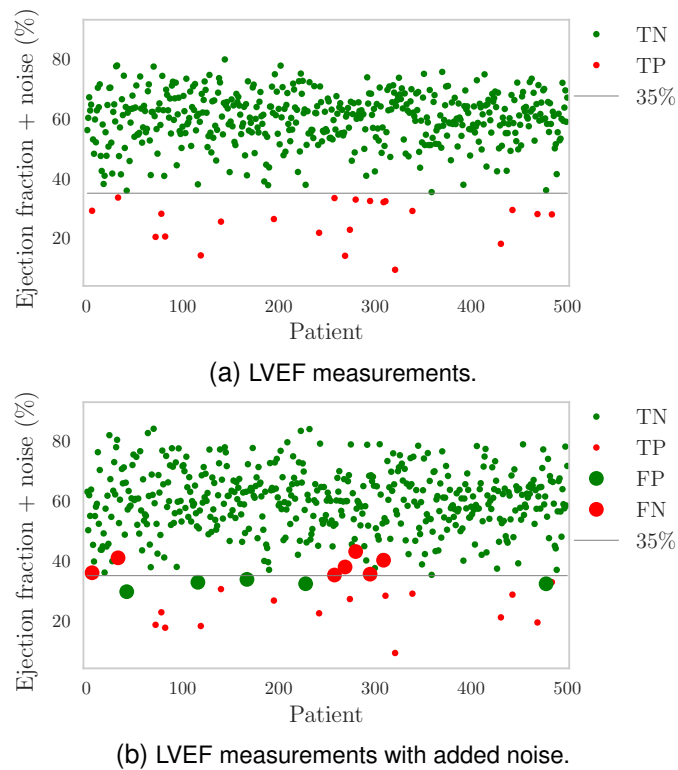 Ejection fraction + noise (%)
80
60
40
20
0
100
200
300
400
500
Patient
TN
TP
35%
(a) LVEF measurements.
Ejection fraction + noise (%)
80
60
40
20
0
100
200
300
400
500
Patient
TN
TP
FP
FN
35%
(b) LVEF measurements with added noise.